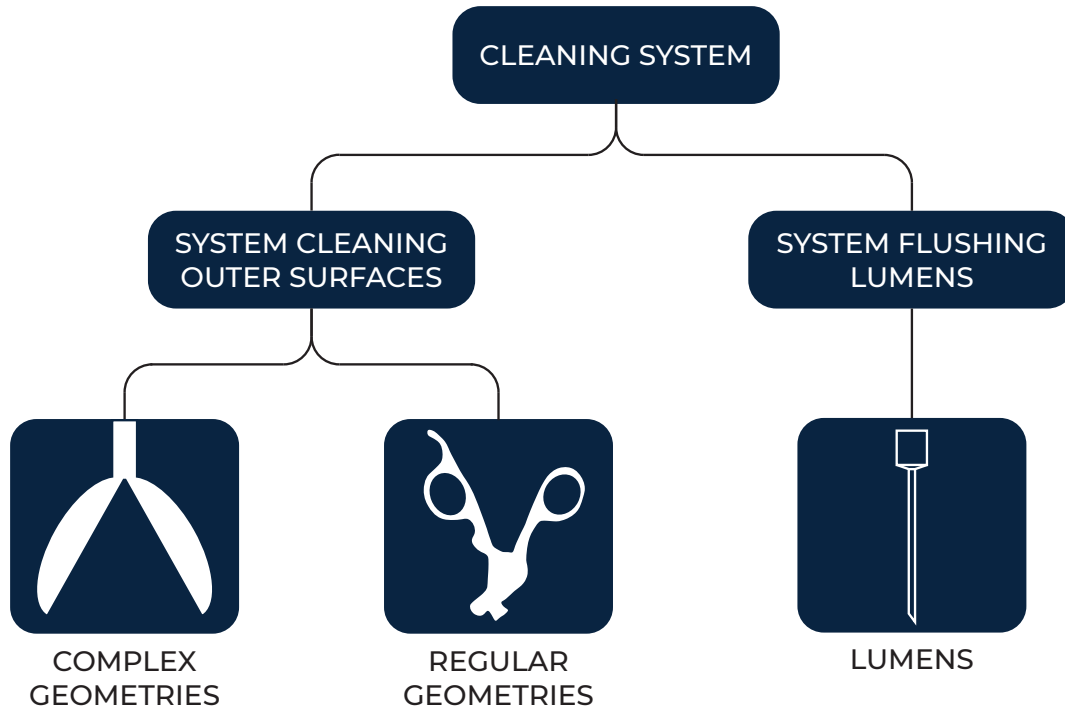 CLEANING SYSTEM
SYSTEM CLEANING
OUTER SURFACES
SYSTEM FLUSHING
LUMENS
COMPLEX
GEOMETRIES
REGULAR
GEOMETRIES
LUMENS